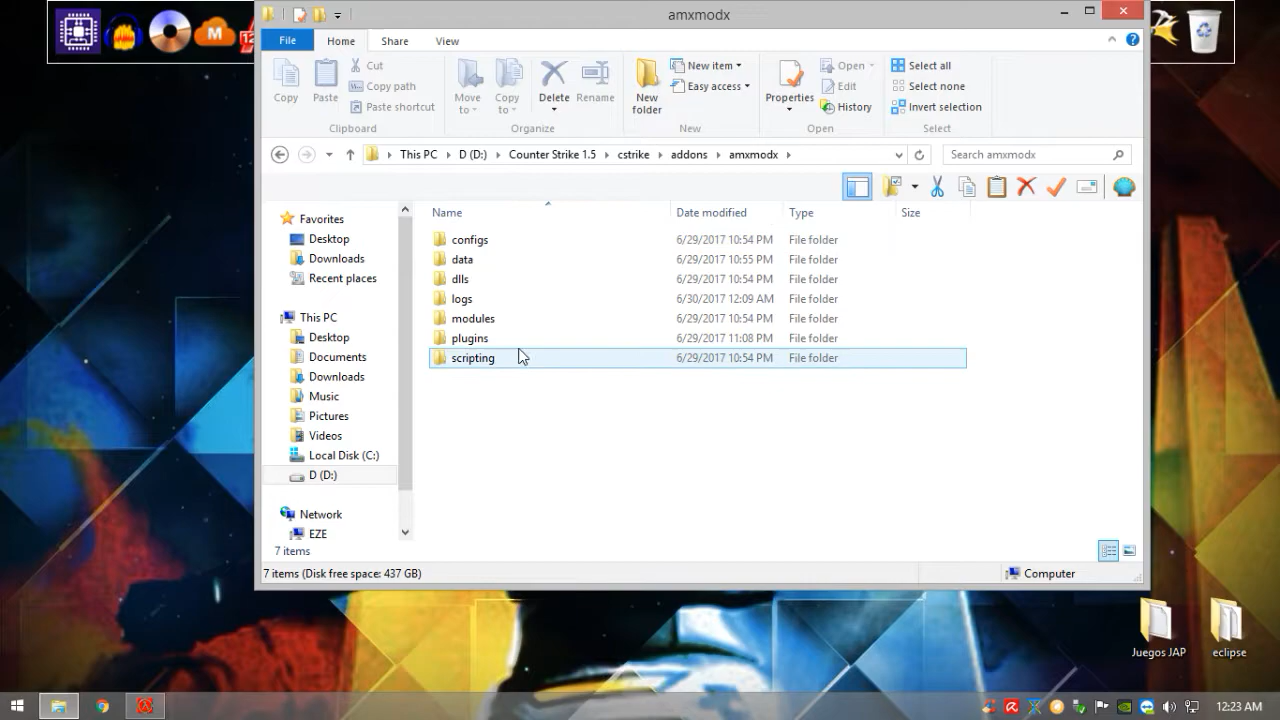 amxmodx
File Home Share View
Copy Paste Cut Copy path Paste shortcut
Clipboard
Move to Copy to Delete Rename
Organize
New folder New item Easy access
New
Properties Open Edit History
Open
Select all
Select none
Invert selection
Select
This PC D (D:) Counter Strike 1.5 cstrike addons amxmodx Search amxmodx
Favorites
Desktop
Downloads
Recent places
This PC
Desktop
Documents
Downloads
Music
Pictures
Videos
Local Disk (C:)
D (D:)
Network
EZE
Name Date modified Type Size
configs 6/29/2017 10:54 PM File folder
data 6/29/2017 10:55 PM File folder
dlls 6/29/2017 10:54 PM File folder
logs 6/30/2017 12:09 AM File folder
modules 6/29/2017 10:54 PM File folder
plugins 6/29/2017 11:08 PM File folder
scripting 6/29/2017 10:54 PM File folder
7 items
7 items (Disk free space: 437 GB) Computer
Juegos JAP eclipse
12:23 AM